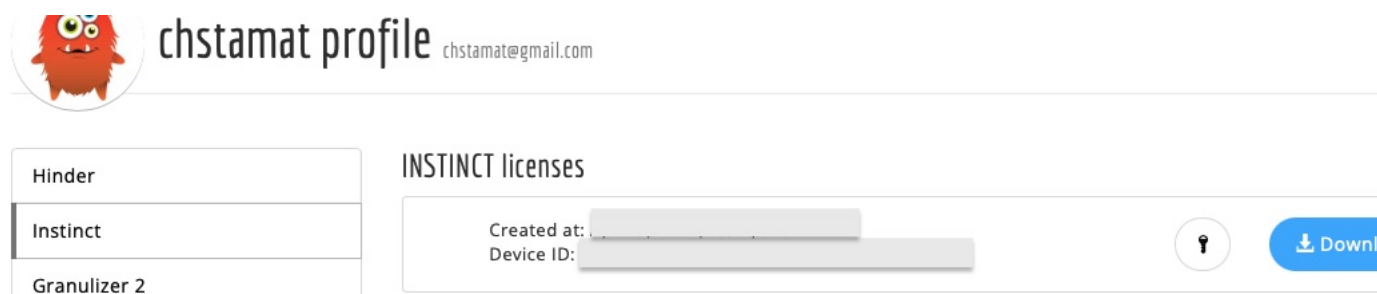 chstamat profile chstamat@gmail.com
Hinder
Instinct
Granulizer 2
INSTINCT licenses
Created at:
Device ID:
Downl